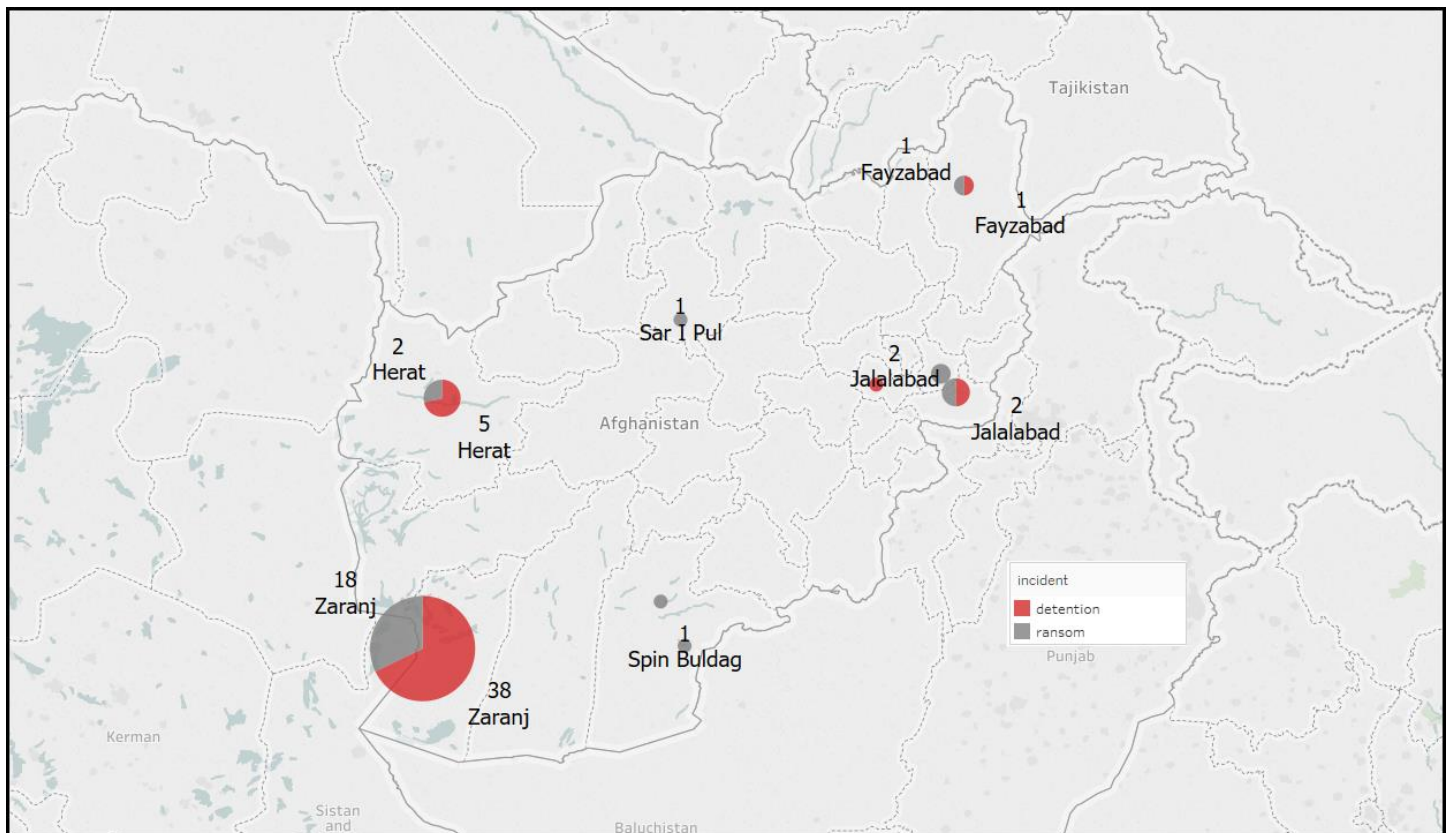 Tajikistan
1
Fayzabad
1
Fayzabad
1
Sar I Pul
2
Herat
5
Herat
Afghanistan
2
Jalalabad
2
Jalalabad
18
Zaranj
38
Zaranj
1
Spin Buldag
incident
detention
ransom
Punjab
Kerman
Sistan
and
Baluchistan